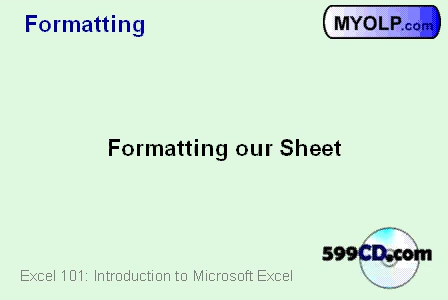 Formatting
MYOLP.com
Formatting our Sheet
599CD.com
Excel 101: Introduction to Microsoft Excel